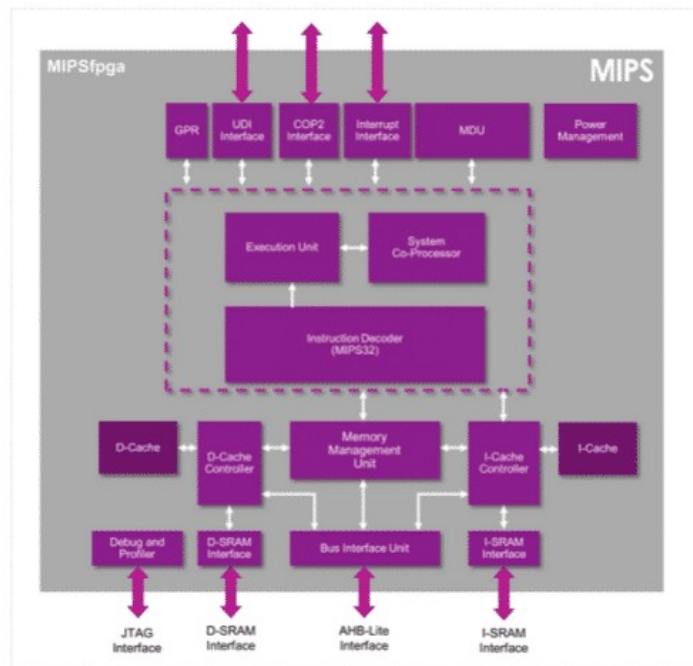 MIPSfpga
MIPS
GPR
UDI
Interface
COP2
Interface
Interrupt
Interface
MDU
Power
Management
Execution Unit
System
Co-Processor
Instruction Decoder
(MIPS32)
D-Cache
D-Cache
Controller
Memory
Management
Unit
I-Cache
Controller
I-Cache
Debug and
Profiler
D-SRAM
Interface
Bus Interface Unit
I-SRAM
Interface
JTAG
Interface
D-SRAM
Interface
AHB-Lite
Interface
I-SRAM
Interface